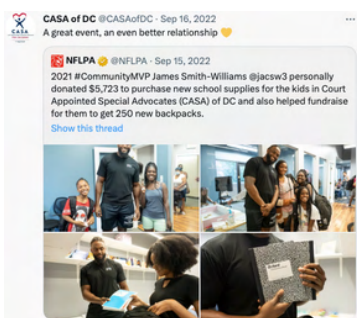 CASA of DC @CASAofDC · Sep 16, 2022
A great event, an even better relationship 🧡
NFLPA @NFLPA · Sep 15, 2022
2021 #CommunityMVP James Smith-Williams @jacsw3 personally
donated $5,723 to purchase new school supplies for the kids in Court
Appointed Special Advocates (CASA) of DC and also helped fundraise
for them to get 250 new backpacks.
Show this thread
CASA